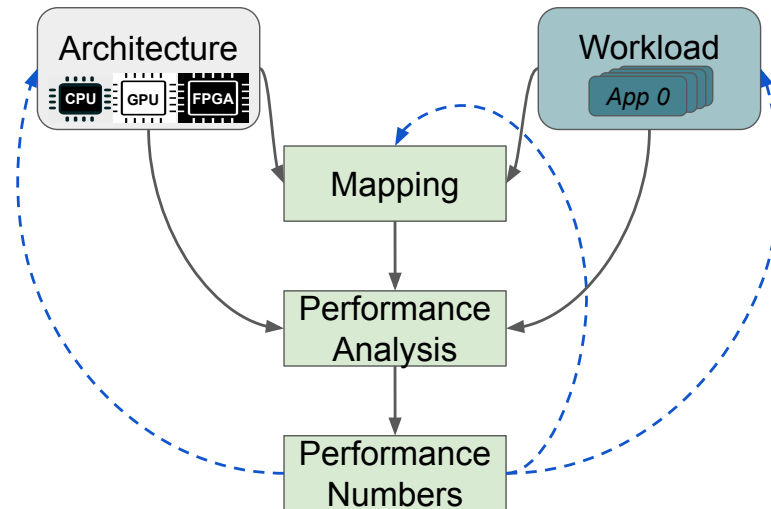 Architecture
CPU
GPU
FPGA
Workload
App 0
Mapping
Performance
Analysis
Performance
Numbers